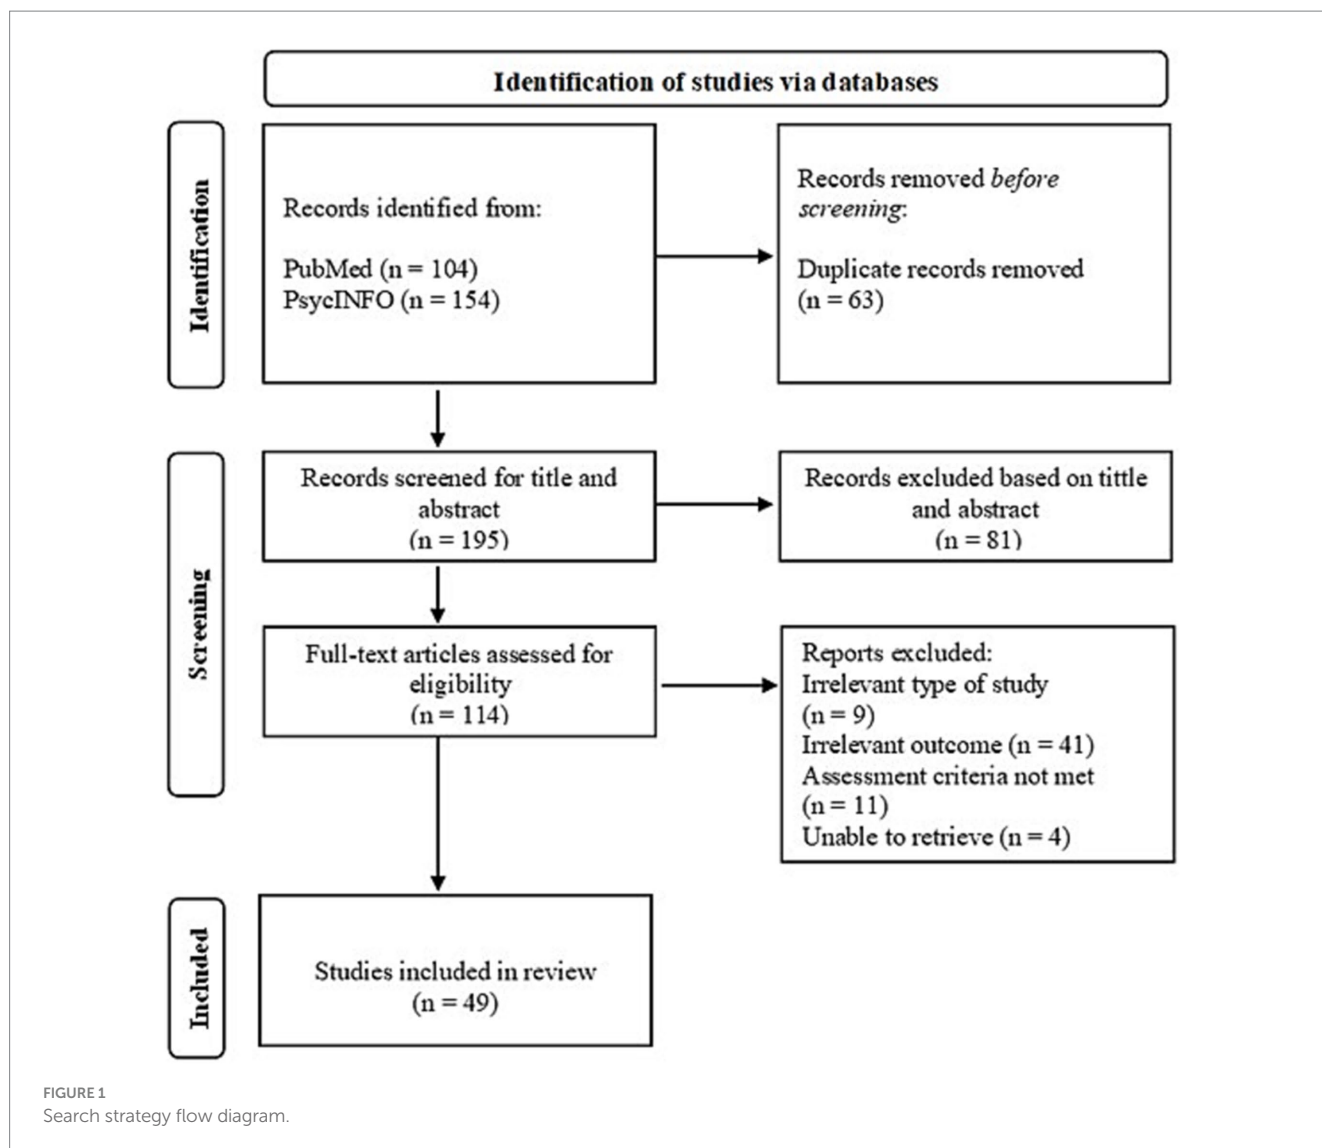 Identification of studies via databases
Identification
Records identified from:
PubMed (n = 104)
PsycINFO (n = 154)
Records removed before
screening:
Duplicate records removed
(n = 63)
Screening
Records screened for title and
abstract
(n = 195)
Records excluded based on tittle
and abstract
(n = 81)
Full-text articles assessed for
eligibility
(n = 114)
Reports excluded:
Irrelevant type of study
(n = 9)
Irrelevant outcome (n = 41)
Assessment criteria not met
(n = 11)
Unable to retrieve (n = 4)
Included
Studies included in review
(n = 49)
FIGURE 1
Search strategy flow diagram.